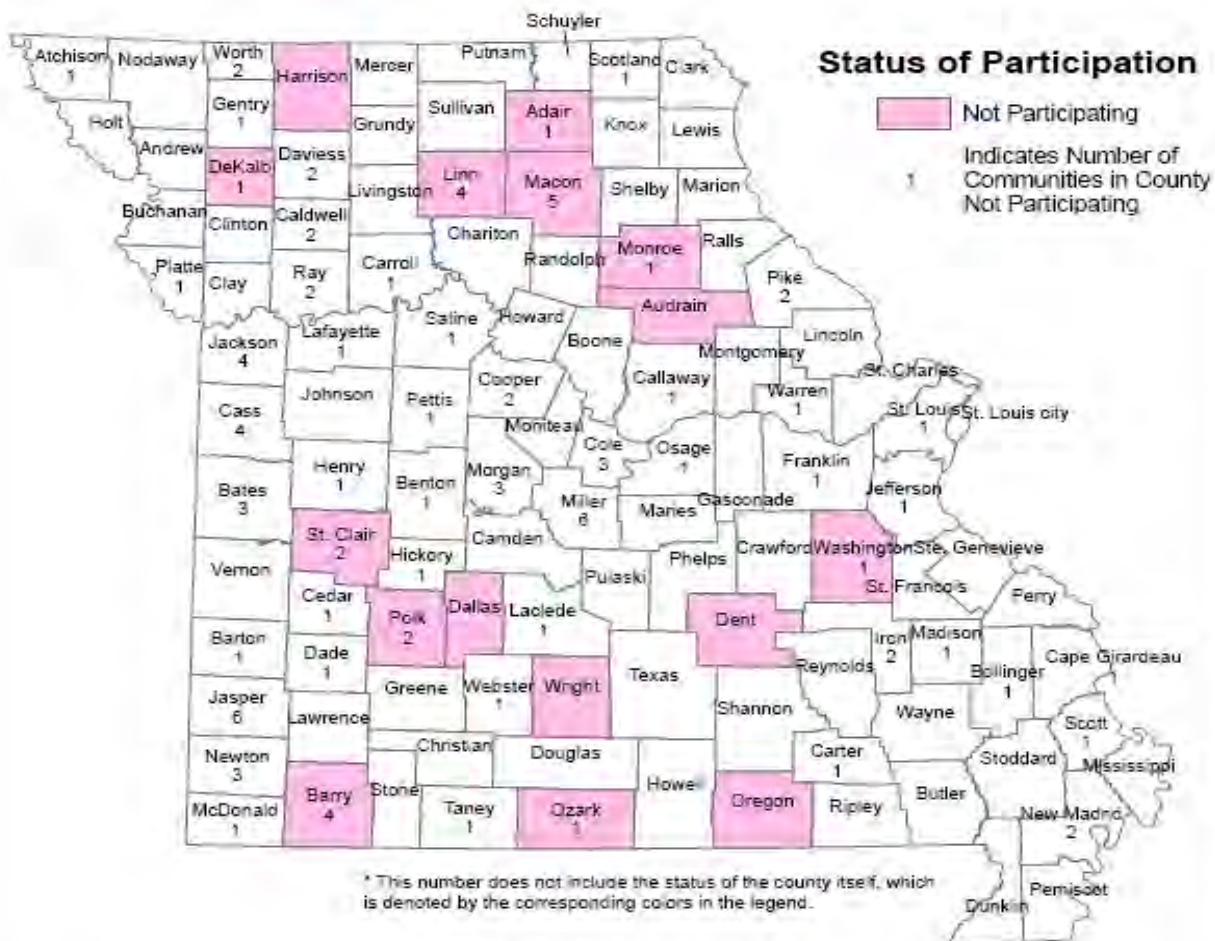 Schuyler
Status of Participation
Not Participating
1
Indicates Number of
Communities in County
Not Participating
Atchison
1
Nodaway
Worth
2
Harrison
Mercer
Putnam
Scotland
1
Clark
Holt
Gentry
1
Grundy
Sullivan
Adair
1
Knox
Lewis
Andrew
DeKalb
1
Daviess
2
Livingston
Linn
4
Macon
5
Shelby
Marion
Buchanan
Clinton
Caldwell
2
Chariton
Randolph
Monroe
1
Ralls
Platte
1
Clay
Ray
2
Carroll
1
Audrain
Pike
2
Jackson
4
Lafayette
1
Saline
1
Howard
Boone
Montgomery
Lincoln
Cass
4
Johnson
Pettis
1
Cooper
2
Callaway
1
Warren
1
St. Charles
St. Louis
1
St. Louis city
Moniteau
Cole
3
Osage
1
Bates
3
Henry
1
Benton
1
Morgan
3
Miller
6
Maries
Gasconade
Franklin
1
Jefferson
1
Vernon
St. Clair
2
Hickory
1
Camden
Pulaski
Phelps
Crawford
Washington
1
Ste. Genevieve
St. Francois
Perry
Cedar
1
Polk
2
Dallas
Laclede
1
Dent
Barton
1
Dade
1
Iron
2
Madison
1
Bollinger
1
Cape Girardeau
Jasper
6
Lawrence
Greene
Webster
1
Wright
Texas
Shannon
Reynolds
Wayne
Scott
1
Newton
3
Christian
Douglas
Howell
Carter
1
Stoddard
Mississippi
McDonald
1
Barry
4
Stone
Taney
1
Ozark
1
Oregon
Ripley
Butler
New Madrid
2
Dunklin
Pemiscot
* This number does not include the status of the county itself, which
is denoted by the corresponding colors in the legend.